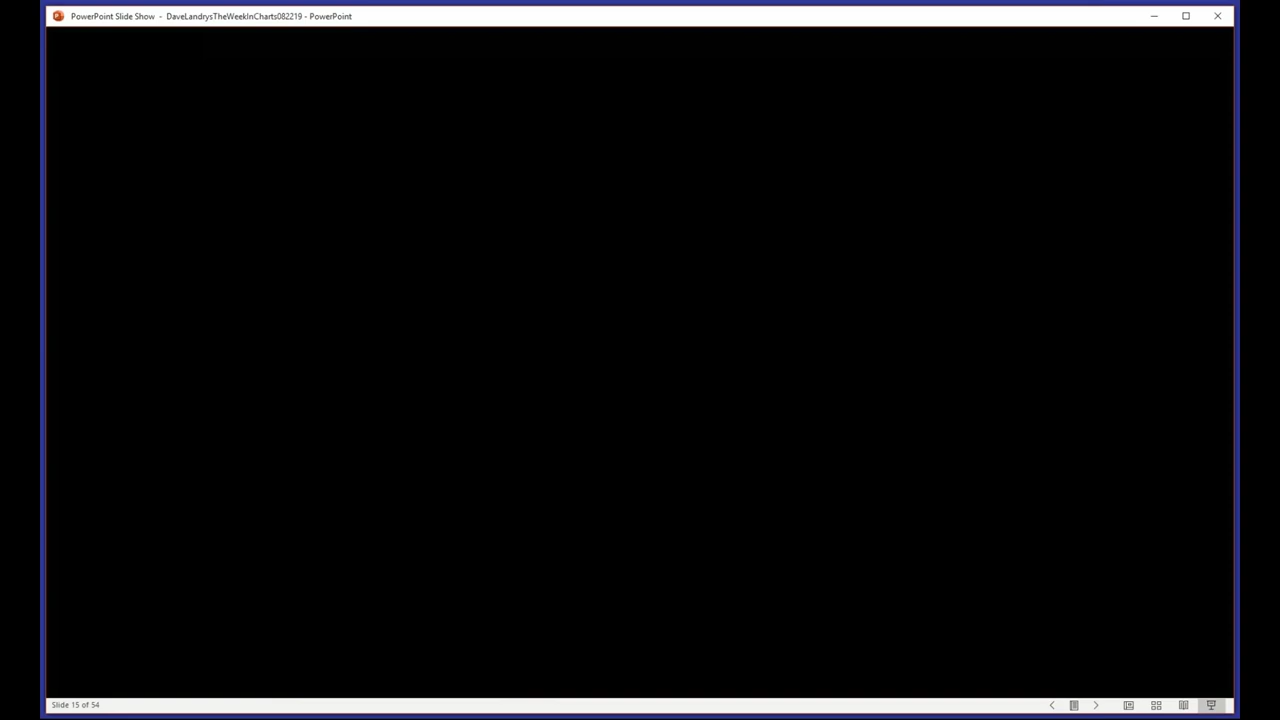 PowerPoint Slide Show - DaveLandrysTheWeekInCharts082219 - PowerPoint
Slide 15 of 54